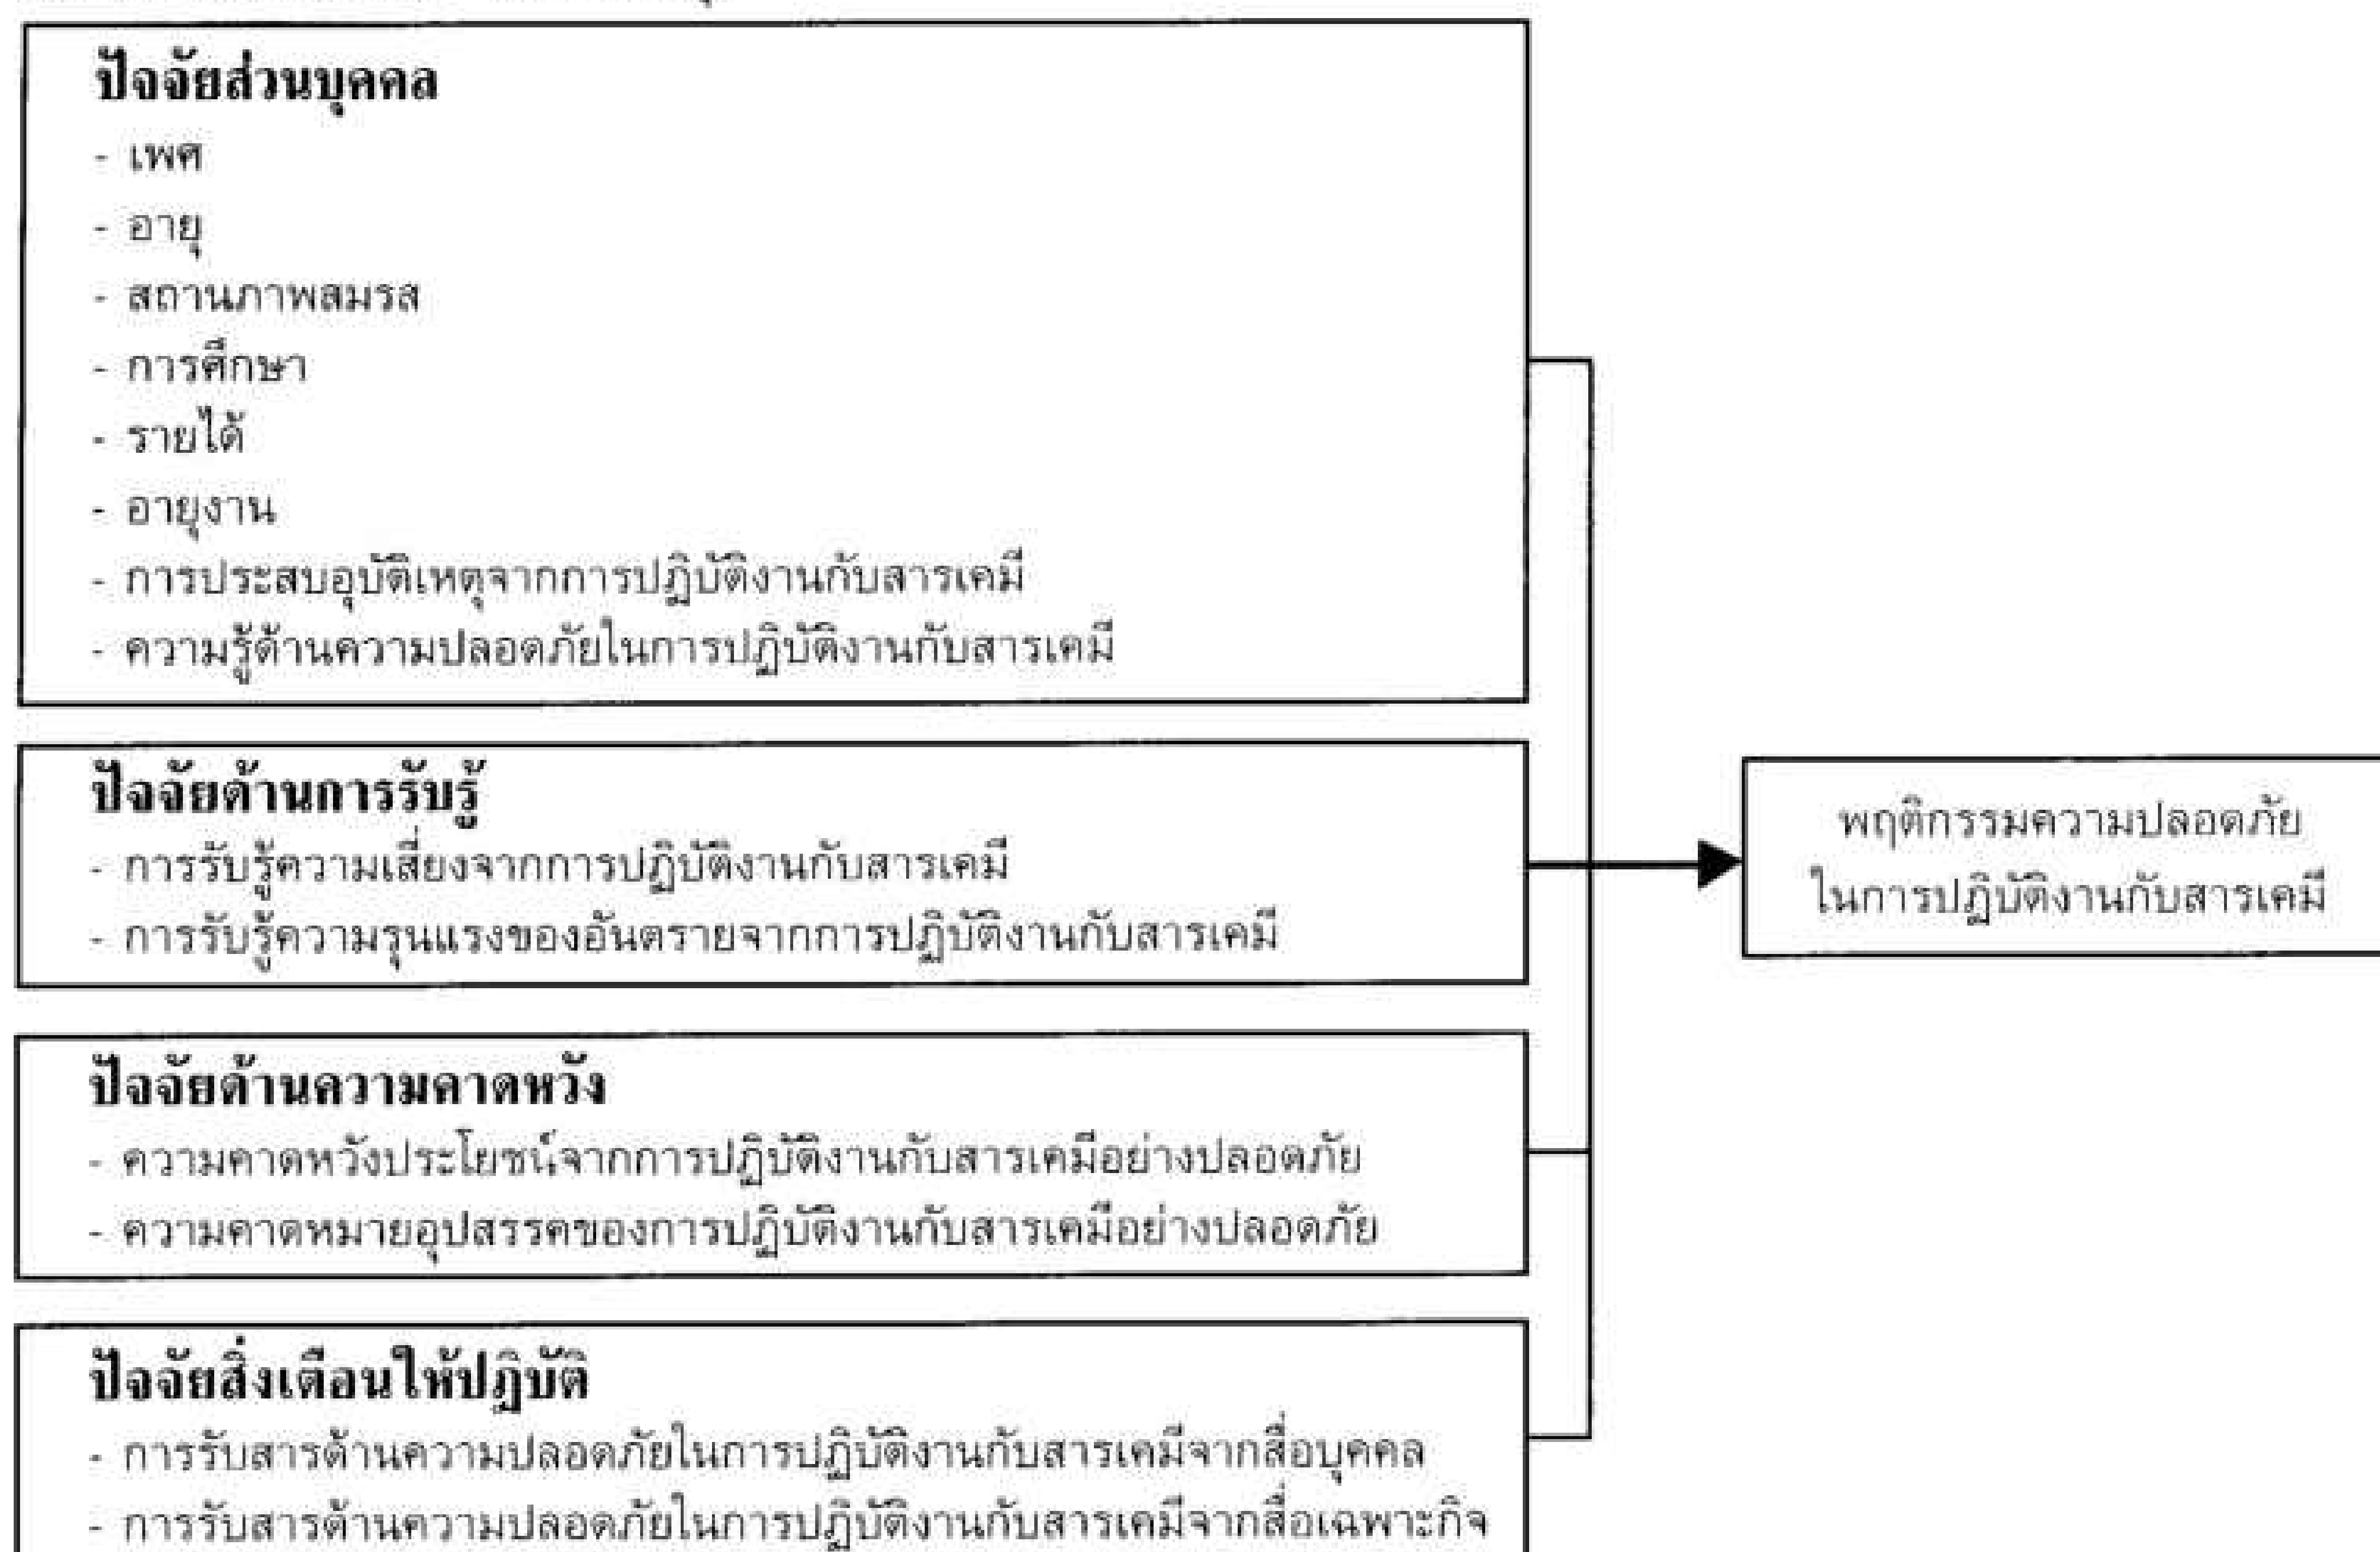 ปัจจัยส่วนบุคคล
- เพศ
- อายุ
- สถานภาพสมรส
- การศึกษา
- รายได้
- อายุงาน
- การประสบอุบัติเหตุจากการปฏิบัติงานกับสารเคมี
- ความรู้ด้านความปลอดภัยในการปฏิบัติงานกับสารเคมี
ปัจจัยด้านการรับรู้
- การรับรู้ความเสี่ยงจากการปฏิบัติงานกับสารเคมี
- การรับรู้ความรุนแรงของอันตรายจากการปฏิบัติงานกับสารเคมี
พฤติกรรมความปลอดภัย
ในการปฏิบัติงานกับสารเคมี
ปัจจัยด้านความคาดหวัง
- ความคาดหวังประโยชน์จากการปฏิบัติงานกับสารเคมีอย่างปลอดภัย
- ความคาดหมายอุปสรรคของการปฏิบัติงานกับสารเคมีอย่างปลอดภัย
ปัจจัยสิ่งเตือนให้ปฏิบัติ
- การรับสารด้านความปลอดภัยในการปฏิบัติงานกับสารเคมีจากสื่อบุคคล
- การรับสารด้านความปลอดภัยในการปฏิบัติงานกับสารเคมีจากสื่อเฉพาะกิจ